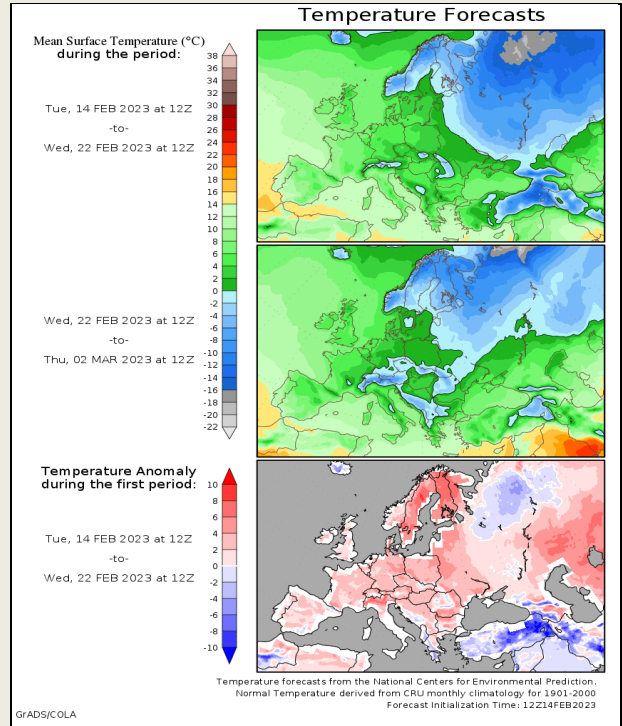 Temperature Forecasts
Mean Surface Temperature (°C)
during the period:
38
36
34
32
30
28
26
24
22
20
18
16
14
12
10
8
6
4
2
0
-2
-4
-6
-8
-10
-12
-14
-16
-18
-20
-22
Tue, 14 FEB 2023 at 12Z
-to-
Wed, 22 FEB 2023 at 12Z
Wed, 22 FEB 2023 at 12Z
-to-
Thu, 02 MAR 2023 at 12Z
Temperature Anomaly
during the first period:
10
8
6
4
2
0
-2
-4
-6
-8
-10
Tue, 14 FEB 2023 at 12Z
-to-
Wed, 22 FEB 2023 at 12Z
Temperature forecasts from the National Centers for Environmental Prediction.
Normal Temperature derived from CRU monthly climatology for 1901-2000
Forecast Initialization Time: 12Z14FEB2023
GrADS/COLA